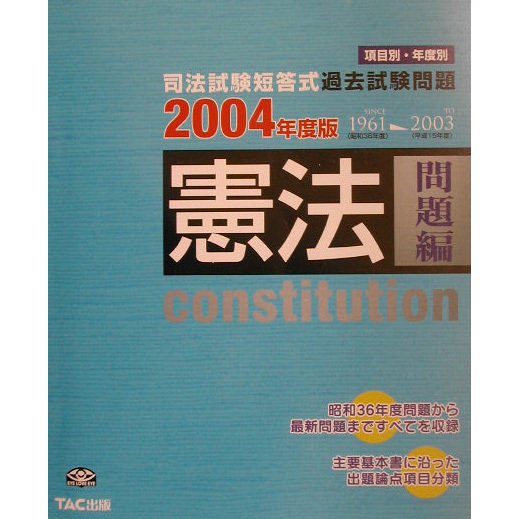 項目別・年度別
司法試験短答式過去試験問題
2004年度版
SINCE 1961 (昭和36年度)
TO 2003 (平成15年度)
憲法
問題編
constitution
昭和36年度問題から
最新問題まですべてを収録
主要基本書に沿った
出題論点項目分類
EYE LOVE EYE
TAC出版